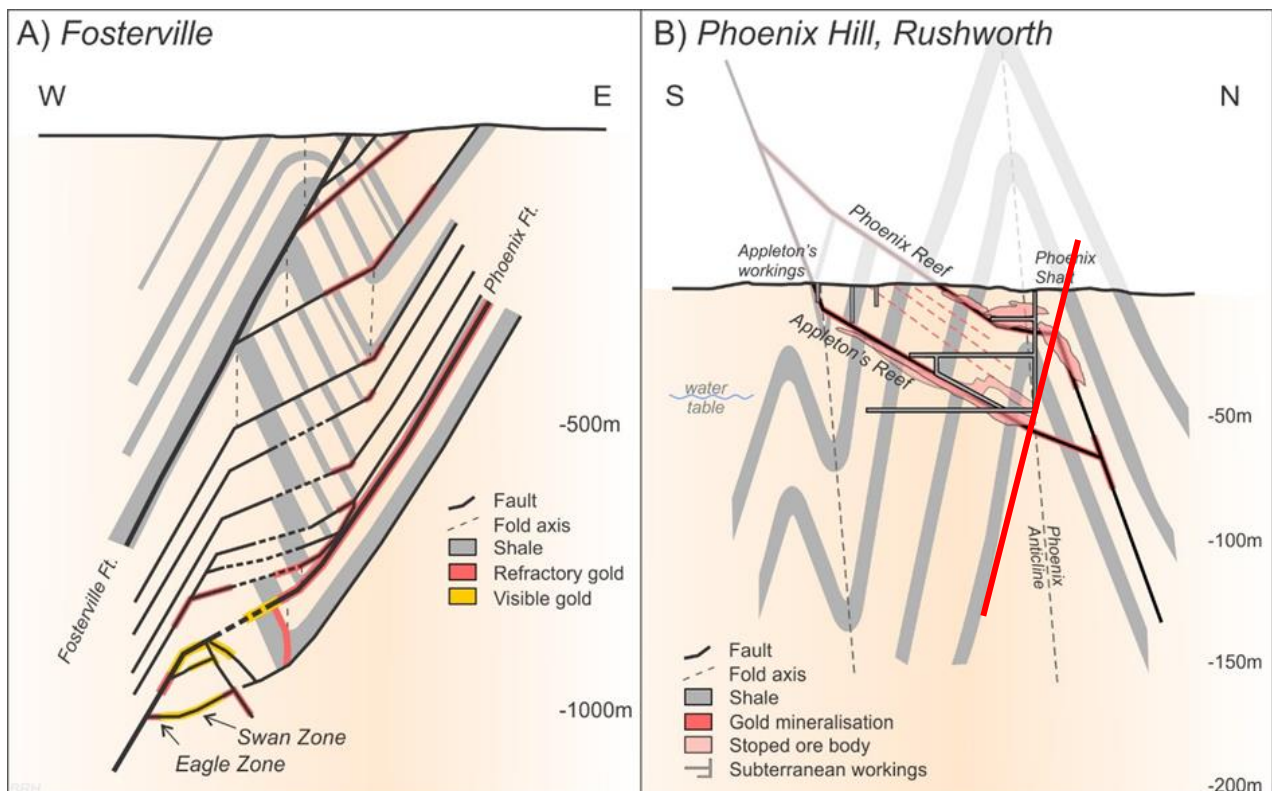 A) Fosterville
W
E
Phoenix Ft.
Fosterville Ft.
-500m
Fault
Fold axis
Shale
Refractory gold
Visible gold
-1000m
Swan Zone
Eagle Zone
B) Phoenix Hill, Rushworth
S
N
Phoenix Reef
Appleton's
workings
Phoenix
Appleton's Reef
water
table
-50m
-100m
Phoenix
Anticline
-150m
Fault
Fold axis
Shale
Gold mineralisation
Stoped ore body
Subterranean workings
-200m